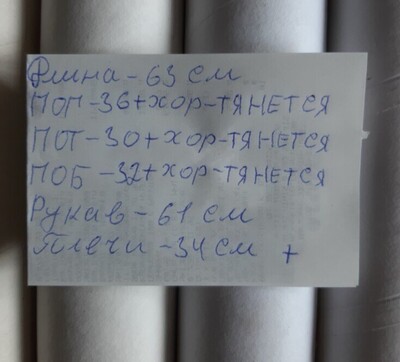 Длина - 63 см
ПОГ - 36 + хор - тянется
ПОТ - 30 + хор - тянется
ПОБ - 32 + хор - тянется
Рукав - 61 см
Плечи - 34 см +